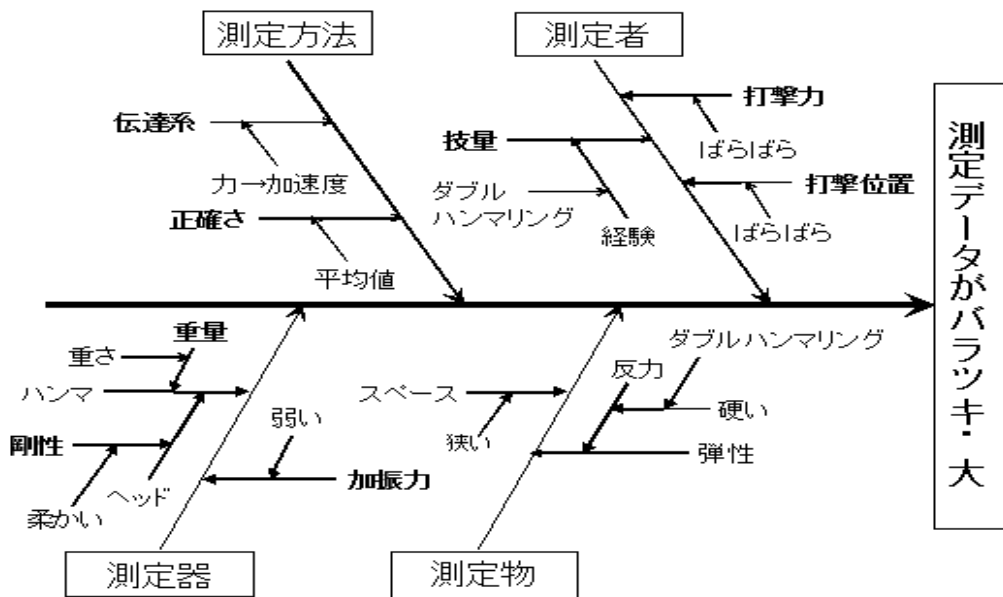 測定方法
測定者
打撃力
伝達系
技量
ばらばら
力→加速度
ダブル
ハンマリング
打撃位置
正確さ
経験
ばらばら
平均値
測定データがバラツキ・大
重量
重さ
ハンマ
剛性
柔かい
ヘッド
弱い
加振力
スペース
狭い
ダブルハンマリング
反力
硬い
弾性
測定器
測定物